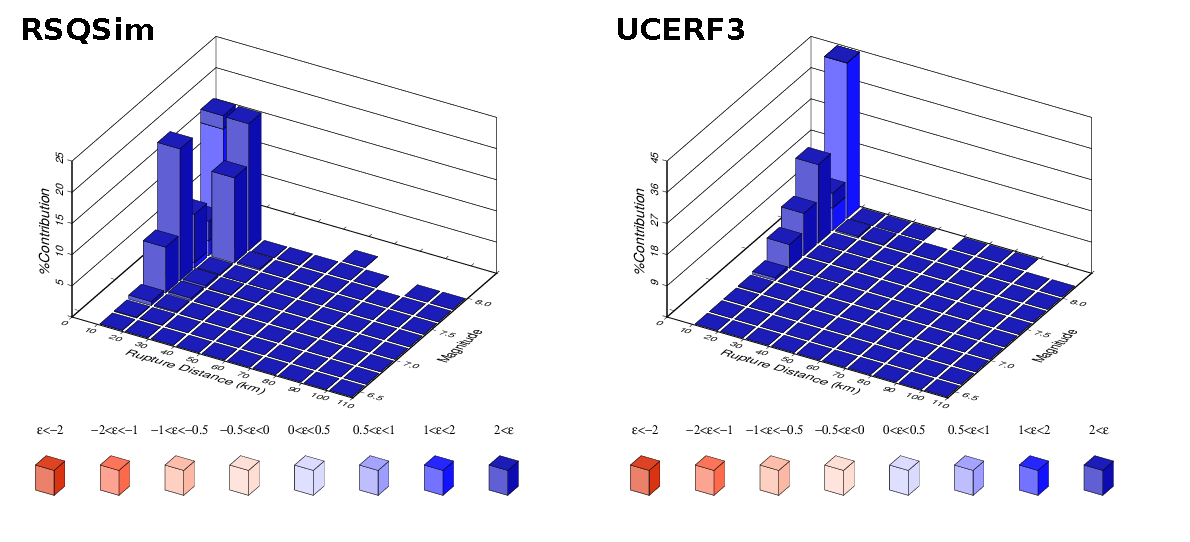 RSQSim
UCERF3
%Contribution
0
5
10
15
20
25
0
10
20
30
40
50
60
70
80
90
100
110
Rupture Distance (km)
6.5
7.0
7.5
8.0
Magnitude
ε<−2
−2<ε<−1
−1<ε<−0.5
−0.5<ε<0
0<ε<0.5
0.5<ε<1
1<ε<2
2<ε
%Contribution
9
18
27
36
45
0
10
20
30
40
50
60
70
80
90
100
110
Rupture Distance (km)
6.5
7.0
7.5
8.0
Magnitude
ε<−2
−2<ε<−1
−1<ε<−0.5
−0.5<ε<0
0<ε<0.5
0.5<ε<1
1<ε<2
2<ε